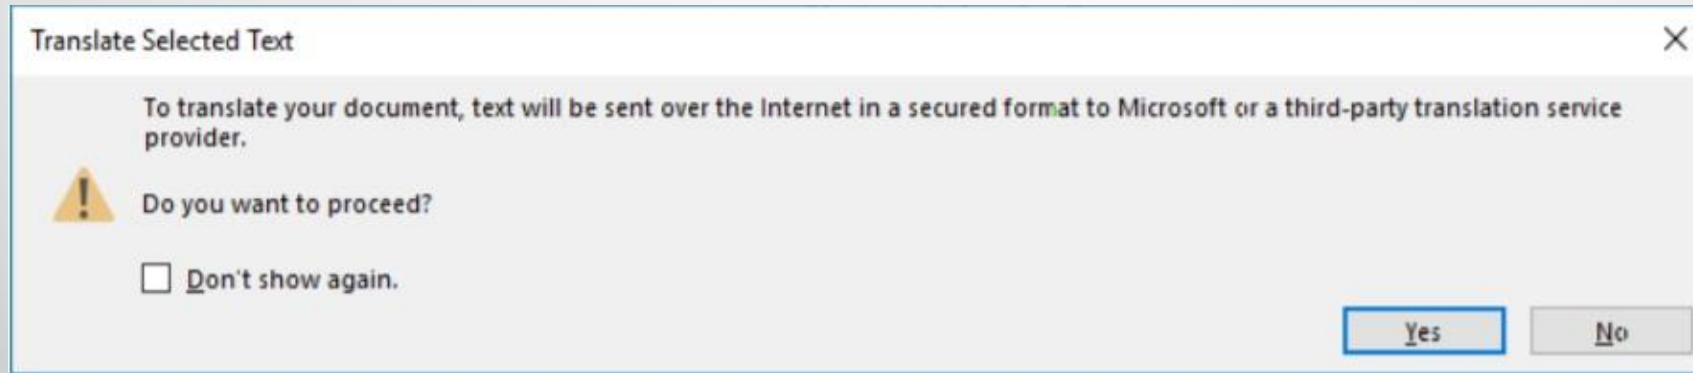 Translate Selected Text
To translate your document, text will be sent over the Internet in a secured format to Microsoft or a third-party translation service
provider.
Do you want to proceed?
Don't show again.
Yes No